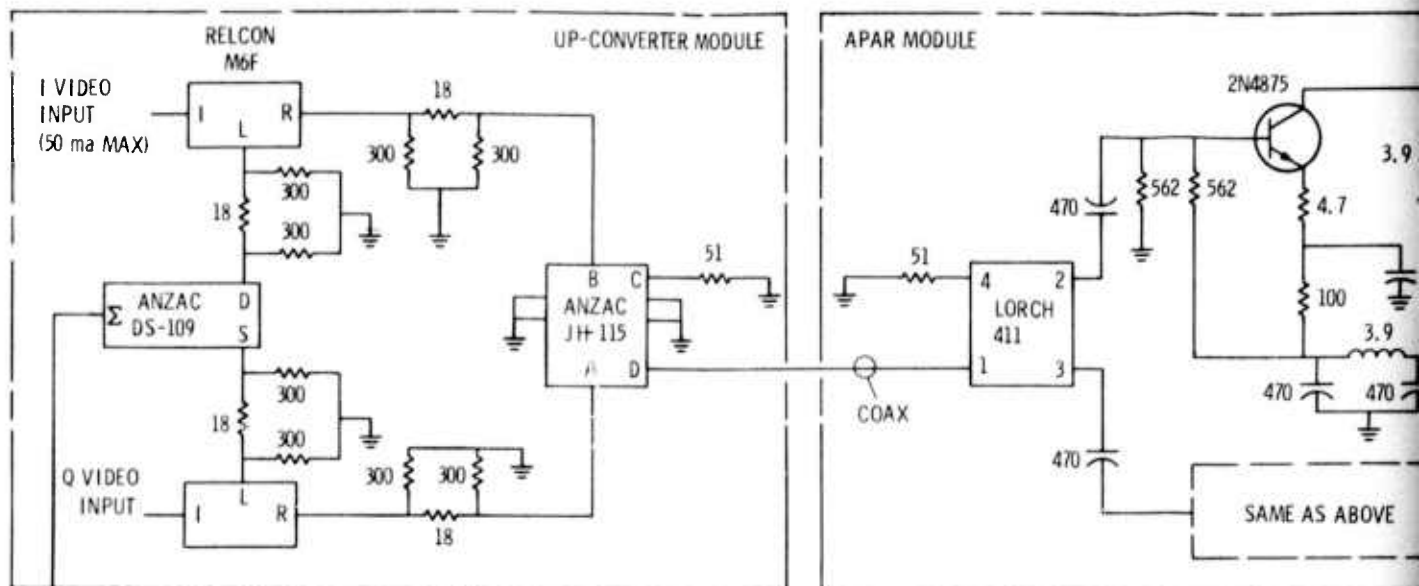 RELCON
M6F
UP-CONVERTER MODULE
I VIDEO
INPUT
(50 ma MAX)
I
L
R
18
300
300
300
18
300
Σ
ANZAC
DS-109
D
S
300
18
300
Q VIDEO
INPUT
L
I
R
300
300
18
B
C
ANZAC
JH-115
A
D
51
COAX
APAR MODULE
2N4875
3.9
470
562
562
4.7
51
4
2
LORCH
411
1
3
100
3.9
470
470
470
SAME AS ABOVE